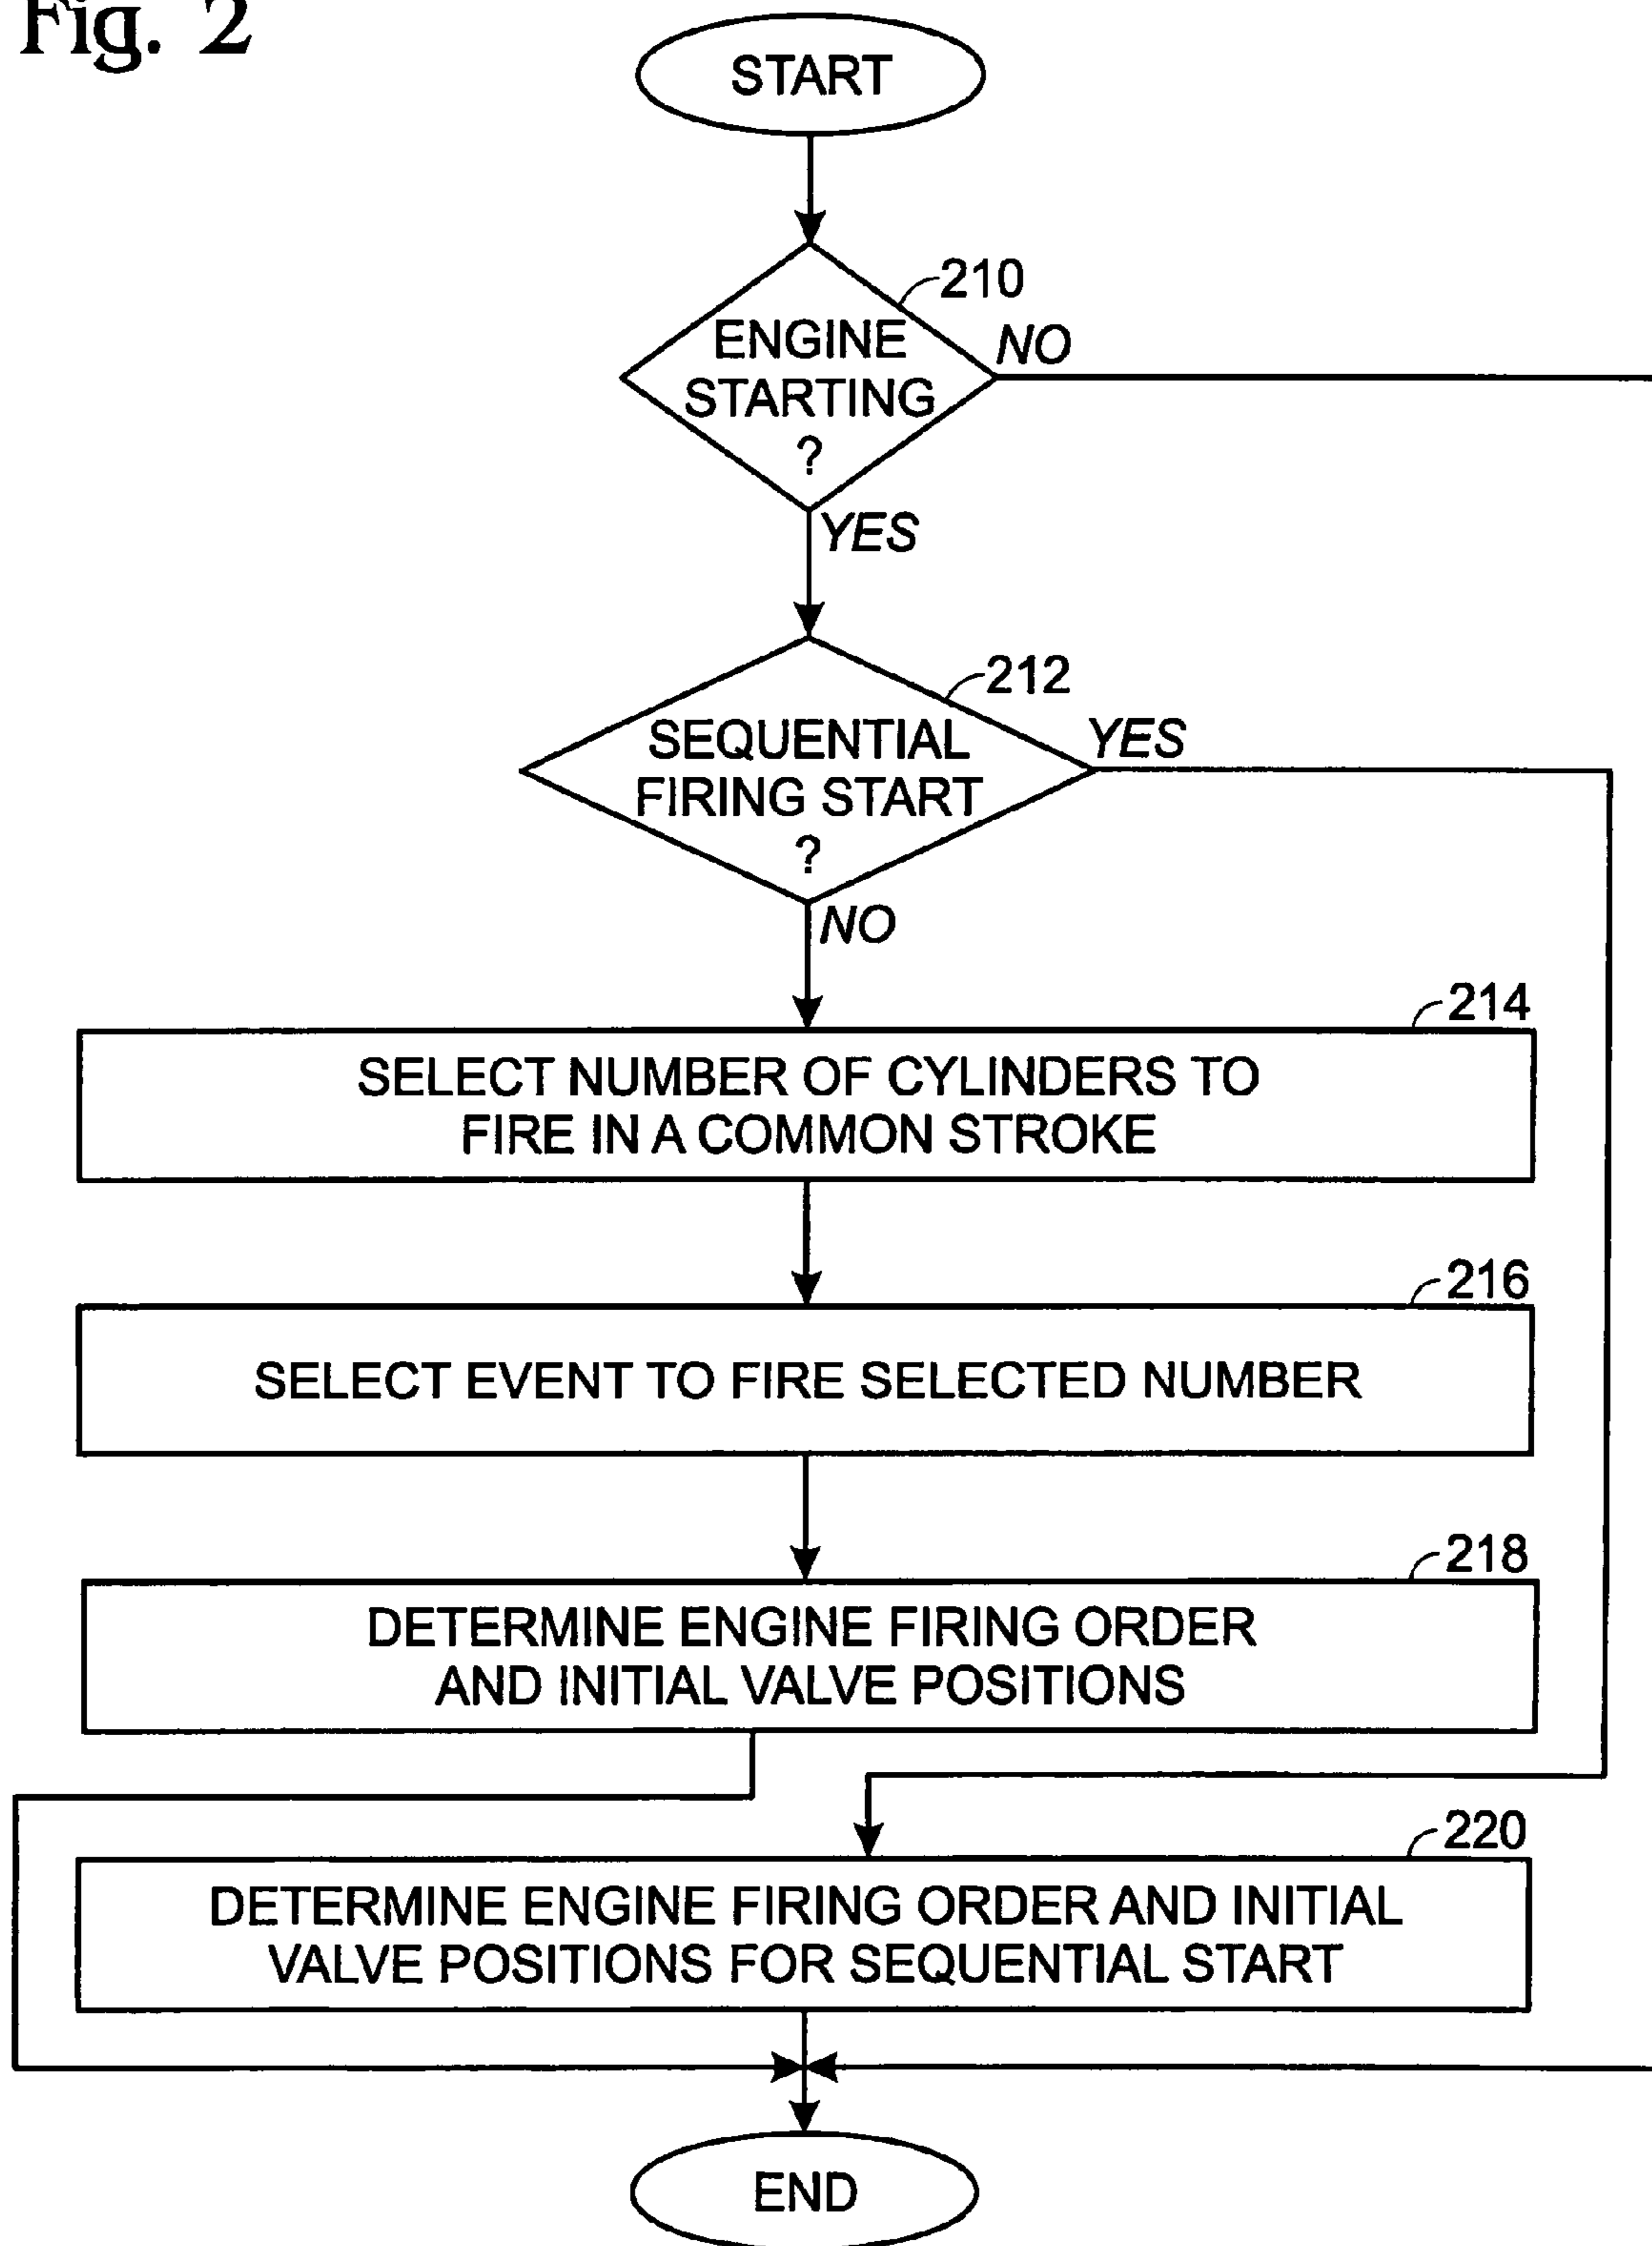 Fig. 2
START
210
ENGINE
STARTING
?
NO
YES
212
SEQUENTIAL
FIRING START
?
YES
NO
214
SELECT NUMBER OF CYLINDERS TO
FIRE IN A COMMON STROKE
216
SELECT EVENT TO FIRE SELECTED NUMBER
218
DETERMINE ENGINE FIRING ORDER
AND INITIAL VALVE POSITIONS
220
DETERMINE ENGINE FIRING ORDER AND INITIAL
VALVE POSITIONS FOR SEQUENTIAL START
END